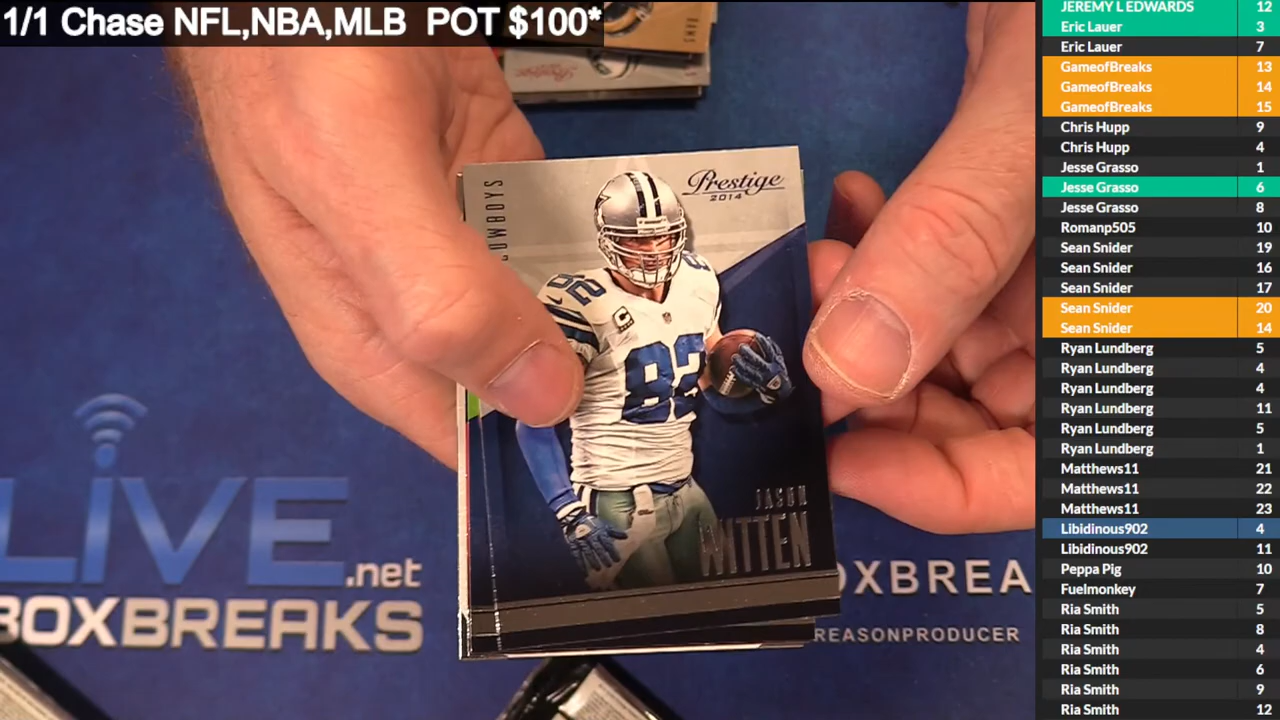 1/1 Chase NFL,NBA,MLB POT $100*
Prestige
2014
COWBOYS
82
82
JASON
WITTEN
LIVE.net
BOXBREAKS
OXBREA
REASONPRODUCER
JEREMY L EDWARDS 12
Eric Lauer 3
Eric Lauer 7
GameofBreaks 13
GameofBreaks 14
GameofBreaks 15
Chris Hupp 9
Chris Hupp 4
Jesse Grasso 1
Jesse Grasso 6
Jesse Grasso 8
Romanp505 10
Sean Snider 19
Sean Snider 16
Sean Snider 17
Sean Snider 20
Sean Snider 14
Ryan Lundberg 5
Ryan Lundberg 4
Ryan Lundberg 4
Ryan Lundberg 11
Ryan Lundberg 5
Ryan Lundberg 1
Matthews11 21
Matthews11 22
Matthews11 23
Libidinous902 4
Libidinous902 11
Peppa Pig 10
Fuelmonkey 7
Ria Smith 5
Ria Smith 8
Ria Smith 4
Ria Smith 6
Ria Smith 9
Ria Smith 12